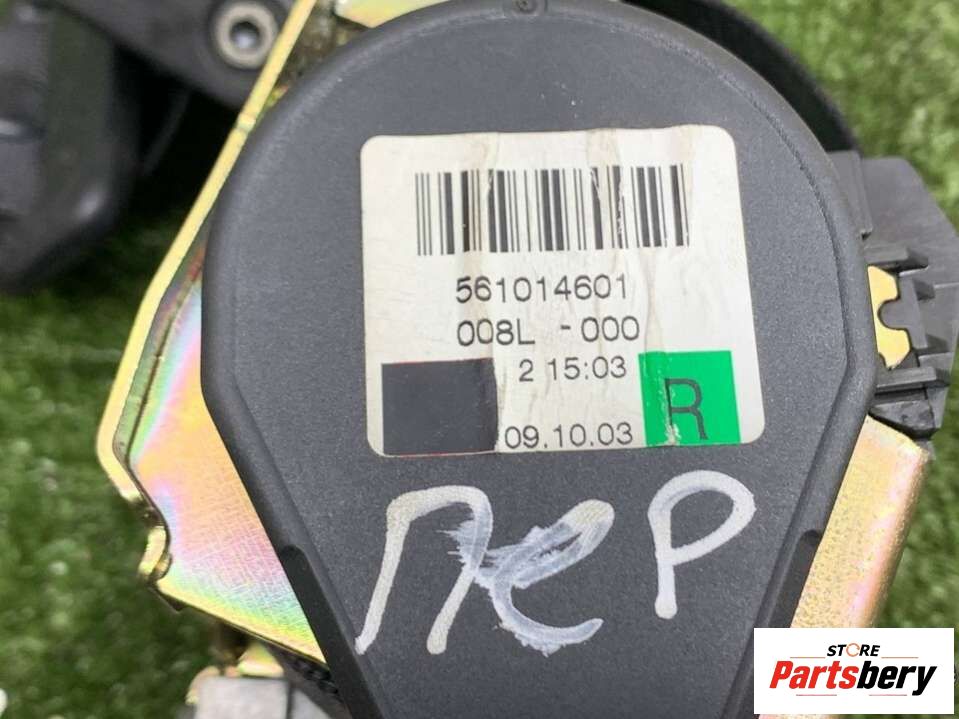 561014601
008L - 000
2 15:03
R
09.10.03
ПЕР
STORE
Partsbery